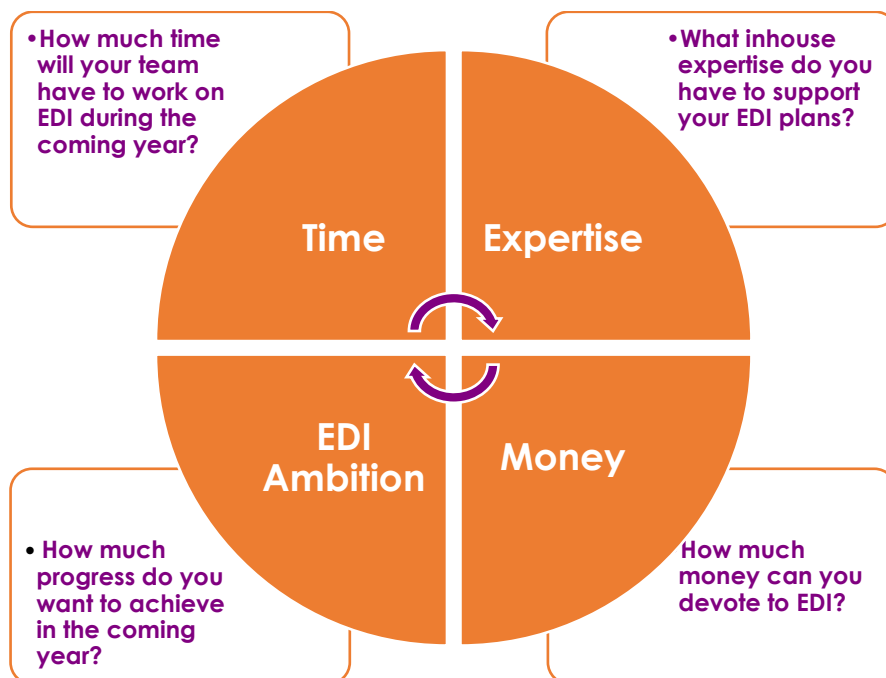 •How much time
will your team
have to work on
EDI during the
coming year?
•What inhouse
expertise do you
have to support
your EDI plans?
Time
Expertise
EDI
Ambition
Money
• How much
progress do you
want to achieve
in the coming
year?
How much
money can you
devote to EDI?